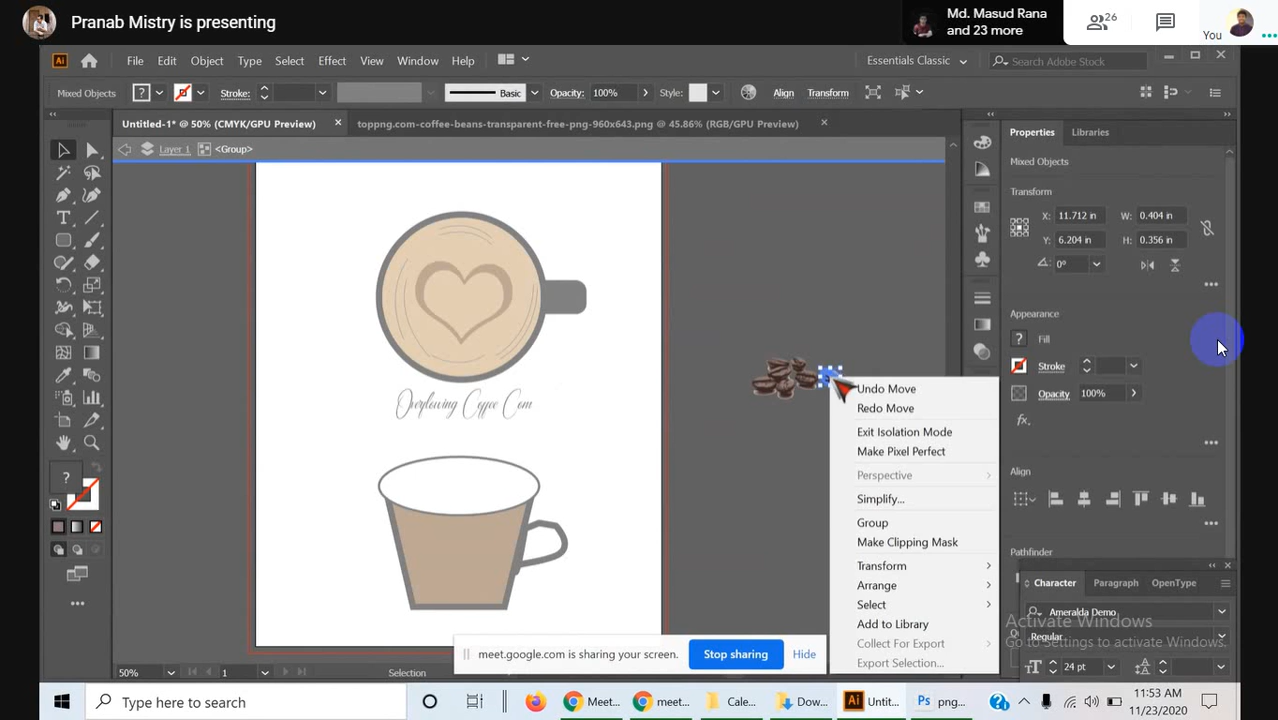 Pranab Mistry is presenting
Md. Masud Rana
and 23 more
26
You
Ai
File Edit Object Type Select Effect View Window Help
Essentials Classic
Search Adobe Stock
Mixed Objects
?
Stroke:
Basic
Opacity: 100%
Style:
Align
Transform
Untitled-1* @ 50% (CMYK/GPU Preview) ×
toppng.com-coffee-beans-transparent-free-png-960x643.png @ 45.86% (RGB/GPU Preview) ×
Layer 1 <Group>
Properties Libraries
Mixed Objects
Transform
X: 11.712 in W: 0.404 in
Y: 6.204 in H: 0.356 in
0°
Appearance
? Fill
Stroke
Opacity 100%
fx.
Align
Pathfinder
Overflowing Coffee Com
Undo Move
Redo Move
Exit Isolation Mode
Make Pixel Perfect
Perspective
Simplify...
Group
Make Clipping Mask
Transform
Arrange
Select
Add to Library
Collect For Export
Export Selection...
?
Character Paragraph OpenType
Ameralda Demo
Regular
24 pt
Activate Windows
Go to Settings to activate Windows.
meet.google.com is sharing your screen. Stop sharing Hide
50% 1 Selection
Type here to search
Meet...
meet...
Cale...
Dow...
Ai Untit...
Ps png...
11:53 AM
11/23/2020